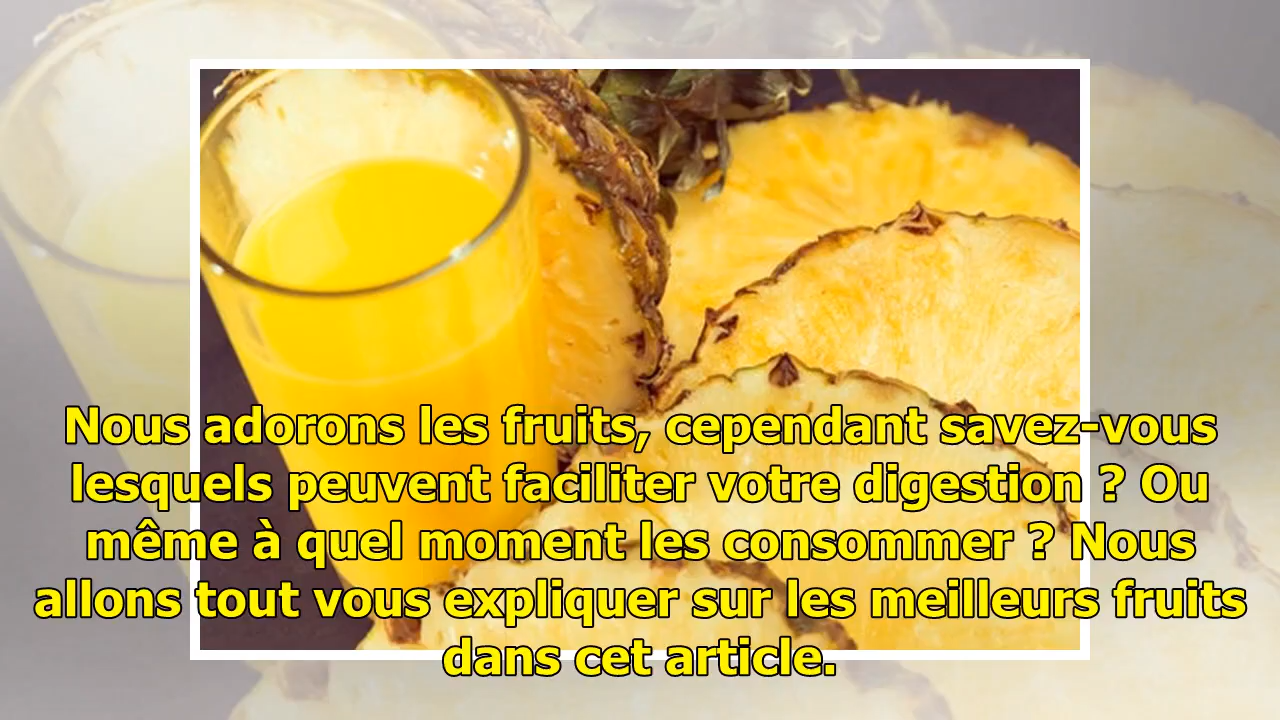 Nous adorons les fruits, cependant savez-vous
lesquels peuvent faciliter votre digestion ? Ou
même à quel moment les consommer ? Nous
allons tout vous expliquer sur les meilleurs fruits
dans cet article.